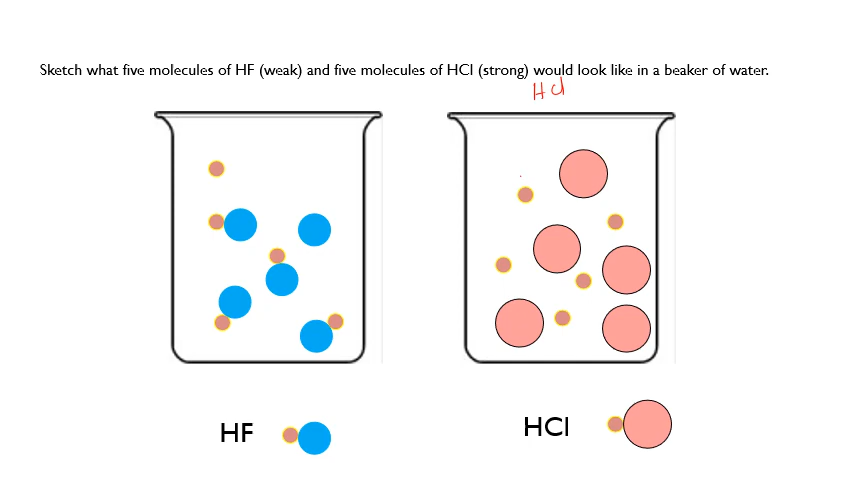 Sketch what five molecules of HF (weak) and five molecules of HCl (strong) would look like in a beaker of water.
HCl
HF
HCl